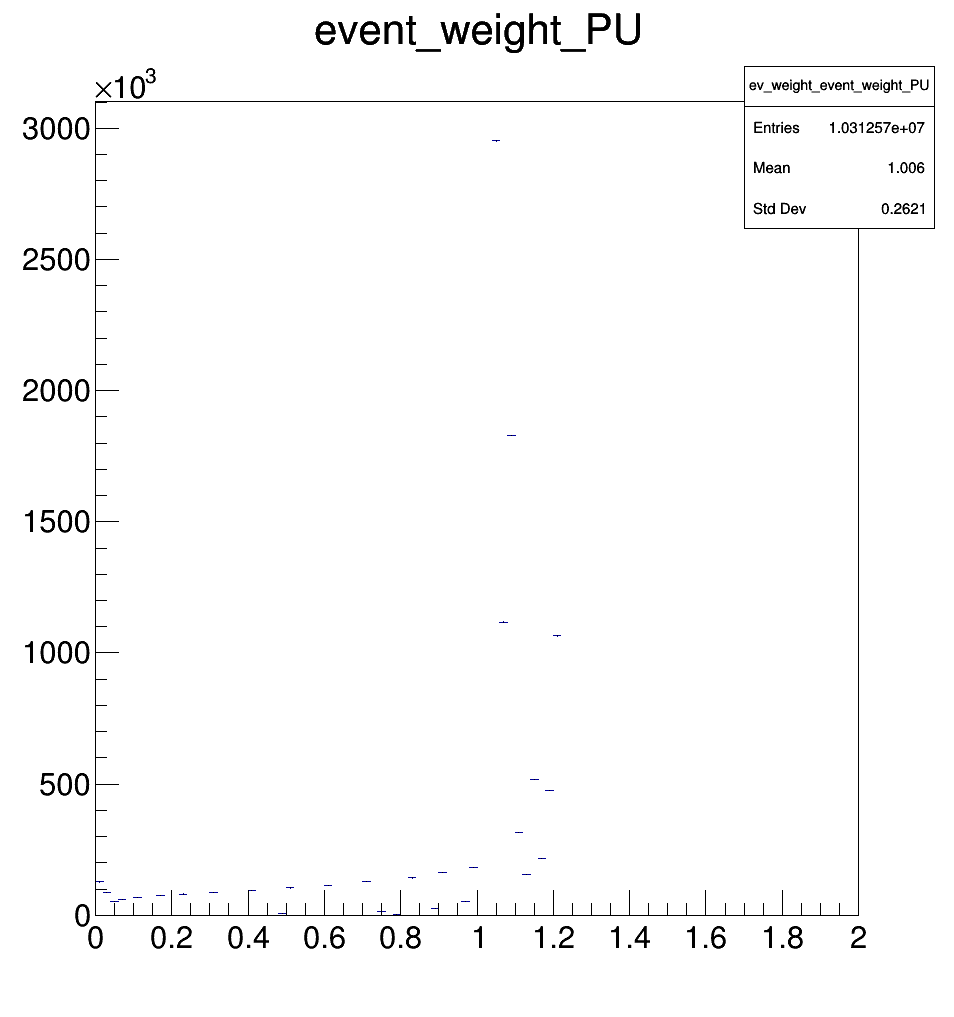 event_weight_PU
×10³
ev_weight_event_weight_PU
Entries 1.031257e+07
Mean 1.006
Std Dev 0.2621
3000
2500
2000
1500
1000
500
0
0 0.2 0.4 0.6 0.8 1 1.2 1.4 1.6 1.8 2